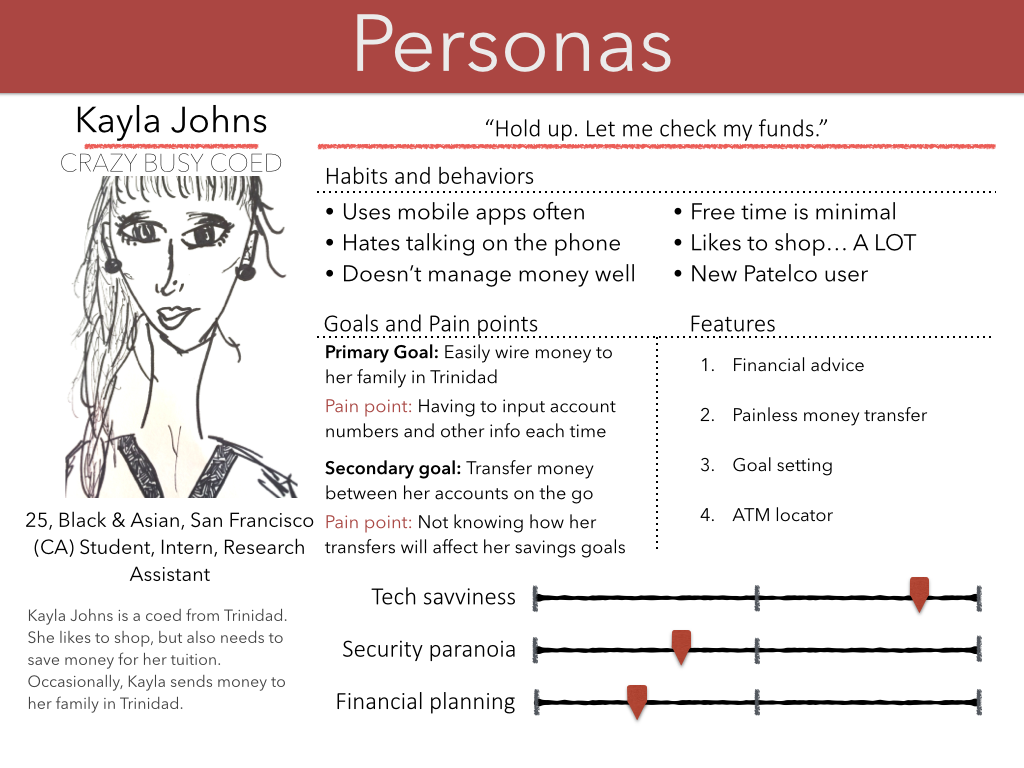 Personas
Kayla Johns
CRAZY BUSY COED
25, Black & Asian, San Francisco
(CA) Student, Intern, Research
Assistant
Kayla Johns is a coed from Trinidad.
She likes to shop, but also needs to
save money for her tuition.
Occasionally, Kayla sends money to
her family in Trinidad.
“Hold up. Let me check my funds.”
Habits and behaviors
• Uses mobile apps often
• Hates talking on the phone
• Doesn’t manage money well
• Free time is minimal
• Likes to shop… A LOT
• New Patelco user
Goals and Pain points
Primary Goal: Easily wire money to
her family in Trinidad
Pain point: Having to input account
numbers and other info each time
Secondary goal: Transfer money
between her accounts on the go
Pain point: Not knowing how her
transfers will affect her savings goals
Features
1. Financial advice
2. Painless money transfer
3. Goal setting
4. ATM locator
Tech savviness
Security paranoia
Financial planning